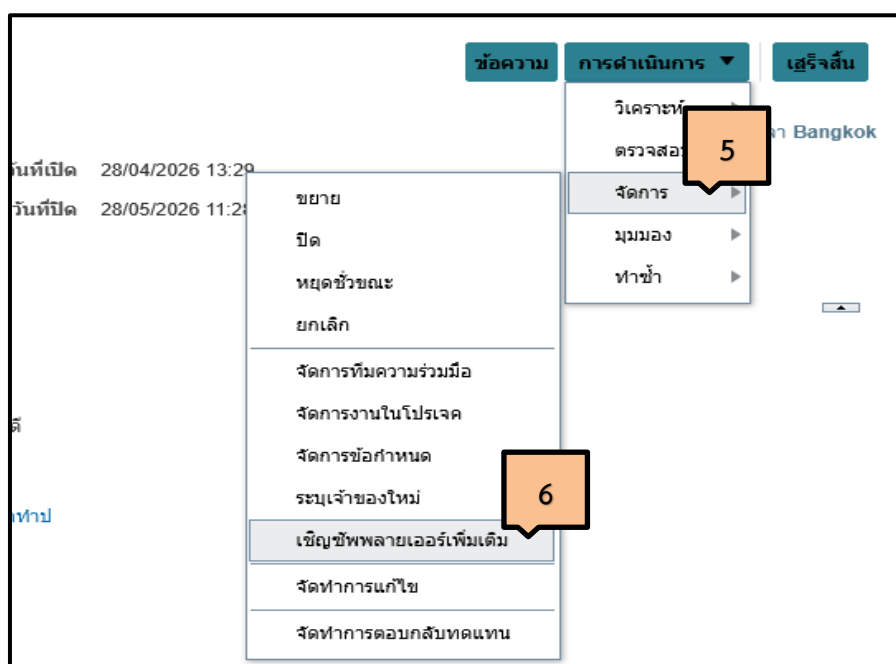 ข้อความ การดำเนินการ เสร็จสิ้น
วิเคราะห์
Bangkok
ตรวจสอ
5
วันที่เปิด 28/04/2026 13:29
จัดการ
วันที่ปิด 28/05/2026 11:28
มุมมอง
ทำซ้ำ
ขยาย
ปิด
หยุดชั่วขณะ
ยกเลิก
จัดการทีมความร่วมมือ
จัดการงานในโปรเจค
จัดการข้อกำหนด
ระบุเจ้าของใหม่
6
เชิญซัพพลายเออร์เพิ่มเติม
จัดทำการแก้ไข
จัดทำการตอบกลับทดแทน